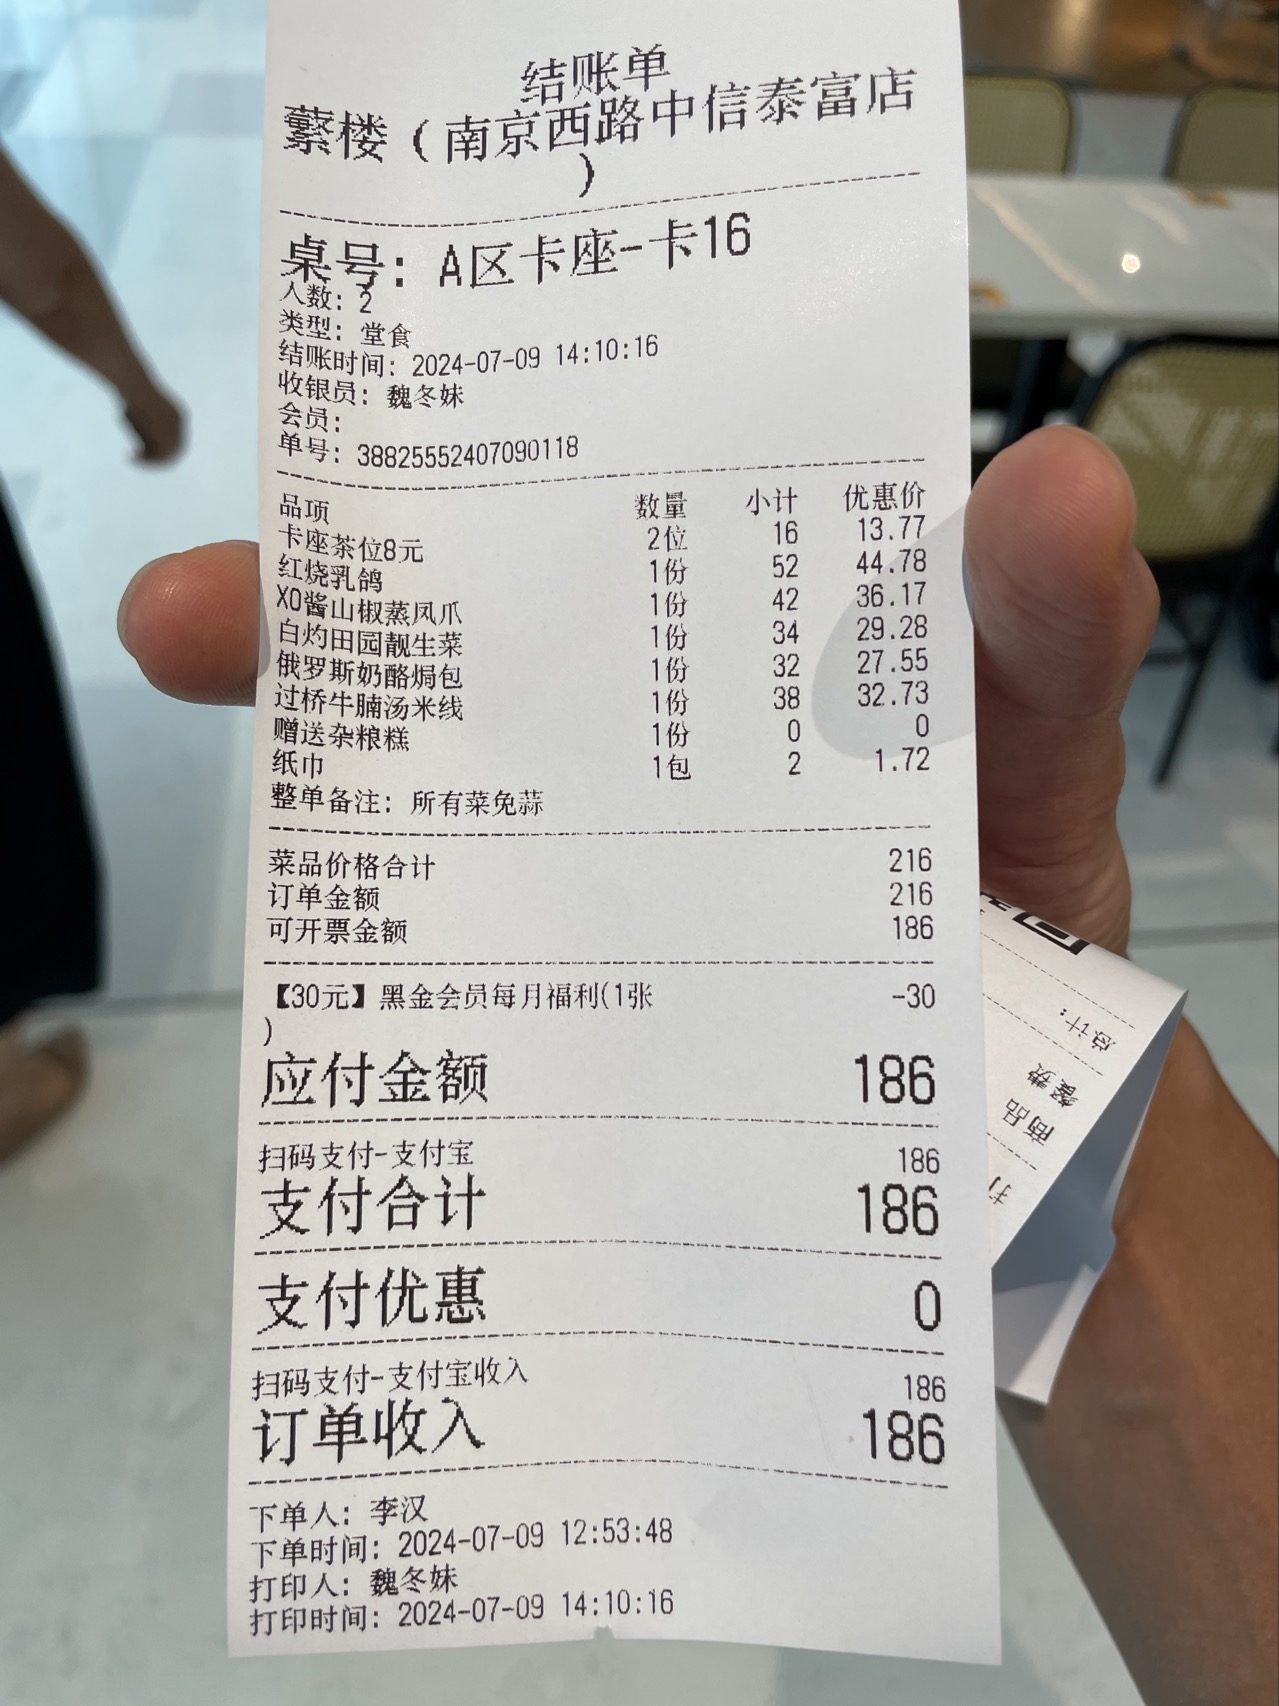 结账单
蘩楼（南京西路中信泰富店
）
桌号: A区卡座-卡16
人数: 2
类型: 堂食
结账时间: 2024-07-09 14:10:16
收银员: 魏冬妹
会员:
单号: 38825552407090118
品项 数量 小计 优惠价
卡座茶位8元 2位 16 13.77
红烧乳鸽 1份 52 44.78
XO酱山椒蒸凤爪 1份 42 36.17
白灼田园靓生菜 1份 34 29.28
俄罗斯奶酪焗包 1份 32 27.55
过桥牛腩汤米线 1份 38 32.73
赠送杂粮糕 1份 0 0
纸巾 1包 2 1.72
整单备注: 所有菜免蒜
菜品价格合计 216
订单金额 216
可开票金额 186
【30元】黑金会员每月福利(1张 -30
)
应付金额 186
扫码支付-支付宝 186
支付合计 186
支付优惠 0
扫码支付-支付宝收入 186
订单收入 186
下单人: 李汉
下单时间: 2024-07-09 12:53:48
打印人: 魏冬妹
打印时间: 2024-07-09 14:10:16
总计:
餐费
商品
打